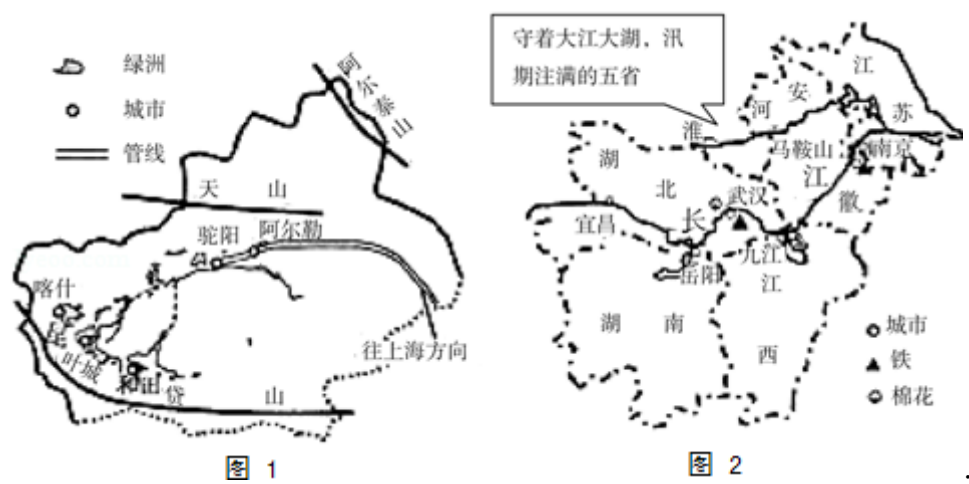 绿洲
城市
管线
阿尔泰山
天 山
驼阳 阿尔勒
喀什
昆
叶城
和田
贷 山
往上海方向
图 1
守着大江大湖，汛
期注满的五省
江
安
河 苏
淮
马鞍山 南京
湖 江
北 武汉 徽
长
宜昌
九江
岳阳 江
湖 南
西
城市
铁
棉花
图 2